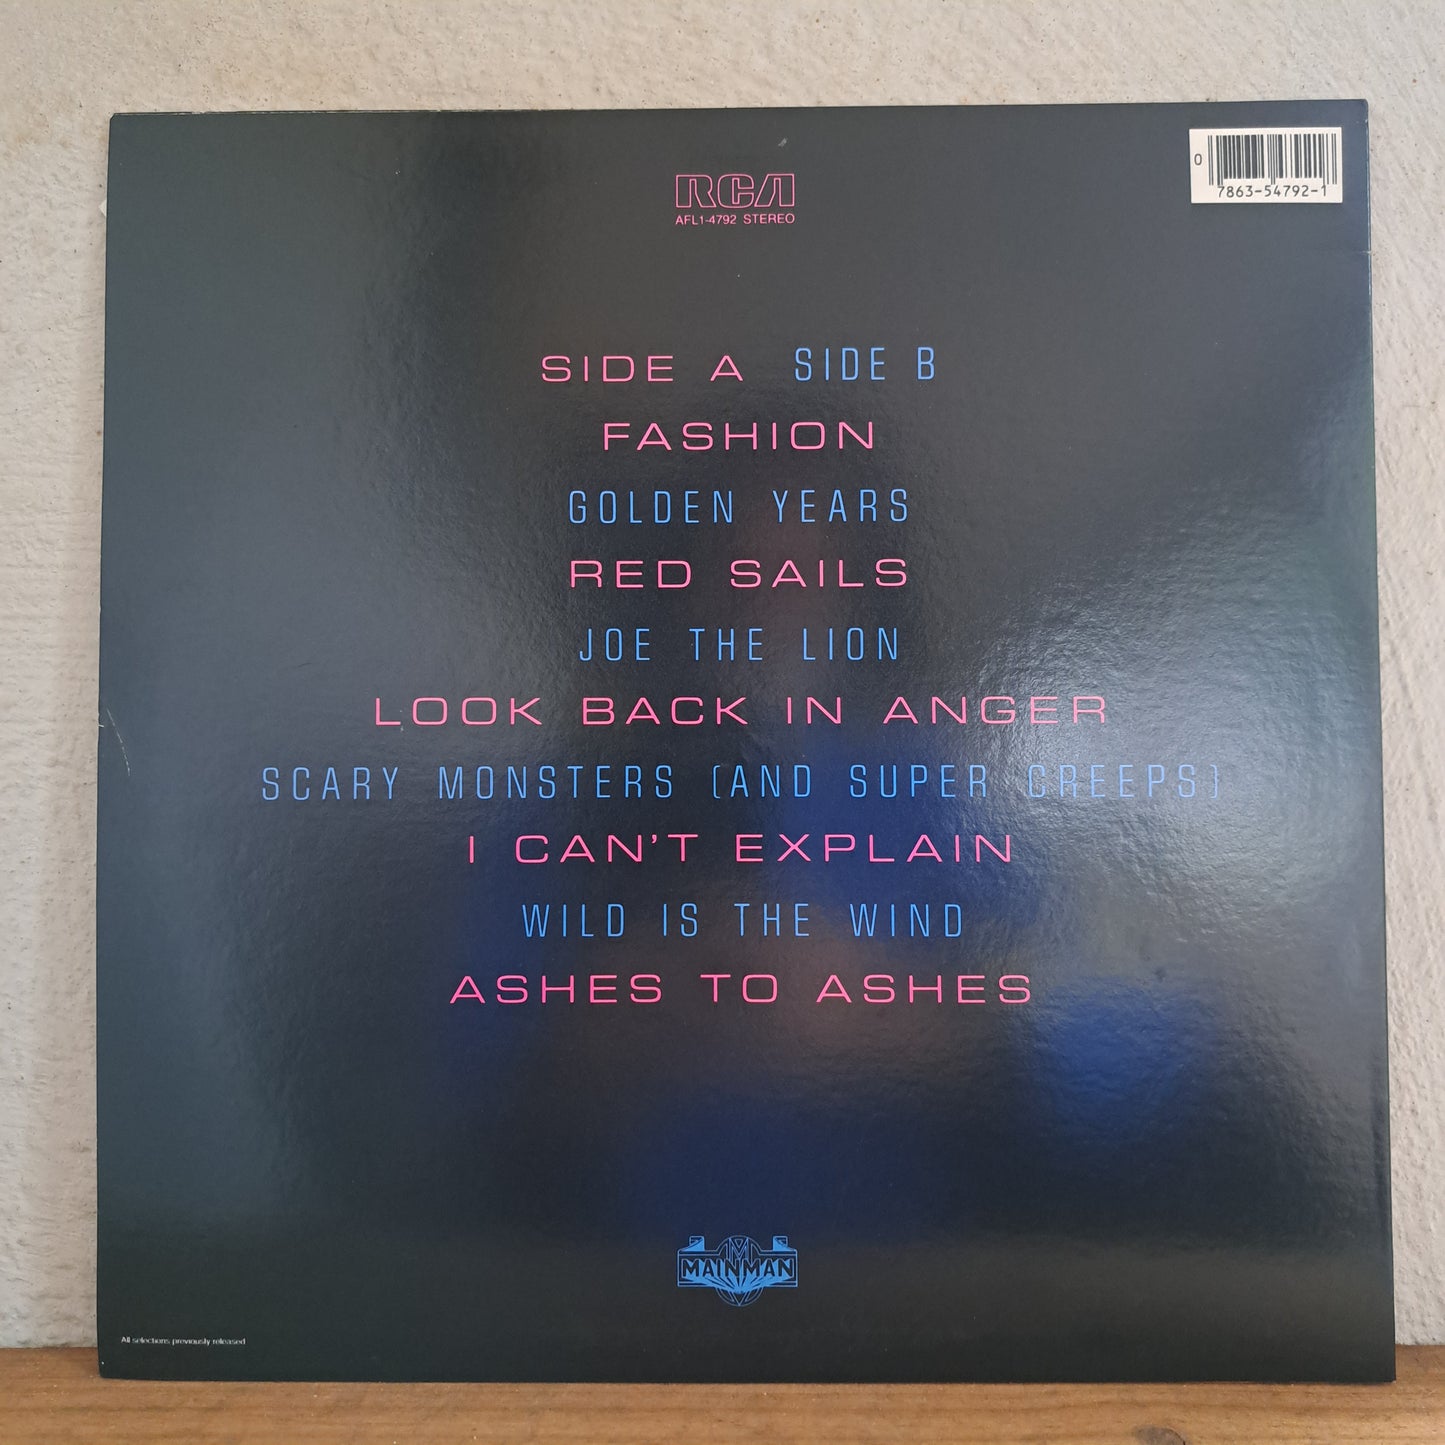 0
7863-54792-1
RCA
AFL1-4792 STEREO
SIDE A SIDE B
FASHION
GOLDEN YEARS
RED SAILS
JOE THE LION
LOOK BACK IN ANGER
SCARY MONSTERS (AND SUPER CREEPS)
I CAN'T EXPLAIN
WILD IS THE WIND
ASHES TO ASHES
MAINMAN
All selections previously released